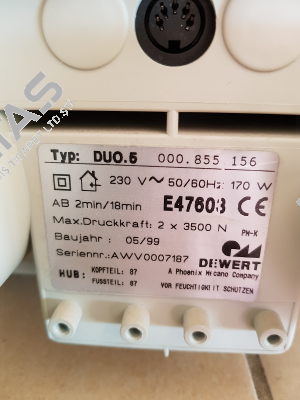 Typ: DUO.5 000.855 156
230 V~ 50/60Hz 170 W
AB 2min/18min E47603 CE
Max.Druckkraft: 2 x 3500 N PM-K
Baujahr : 05/99
Seriennr.: AWV0007187 DEWERT
HUB: KOPFTEIL: 87 A Phoenix Mecano Company
FUSSTEIL: 87 VOR FEUCHTIGKEIT SCHÜTZEN